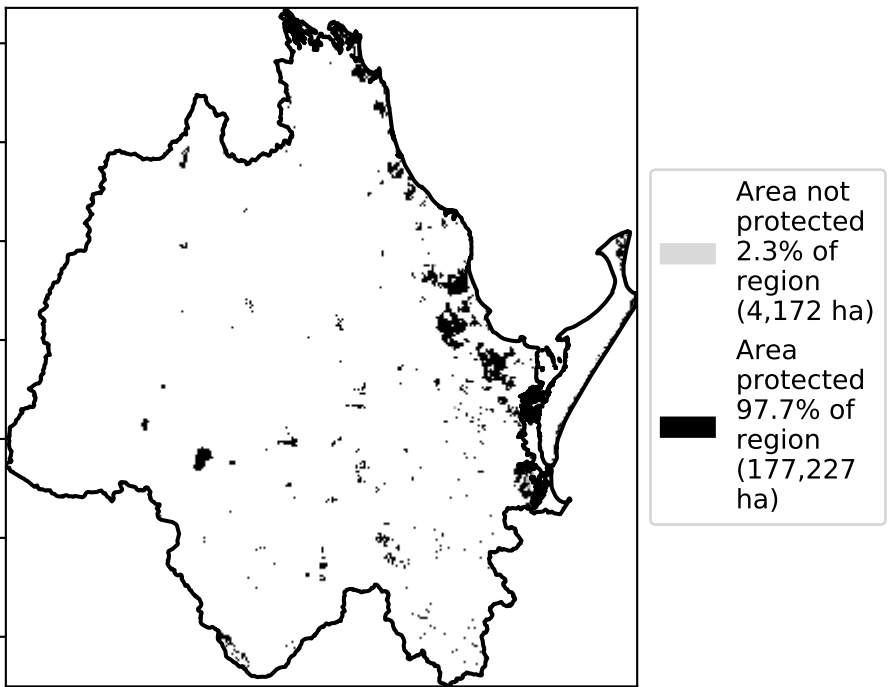 Area not
protected
2.3% of
region
(4,172 ha)
Area
protected
97.7% of
region
(177,227
ha)